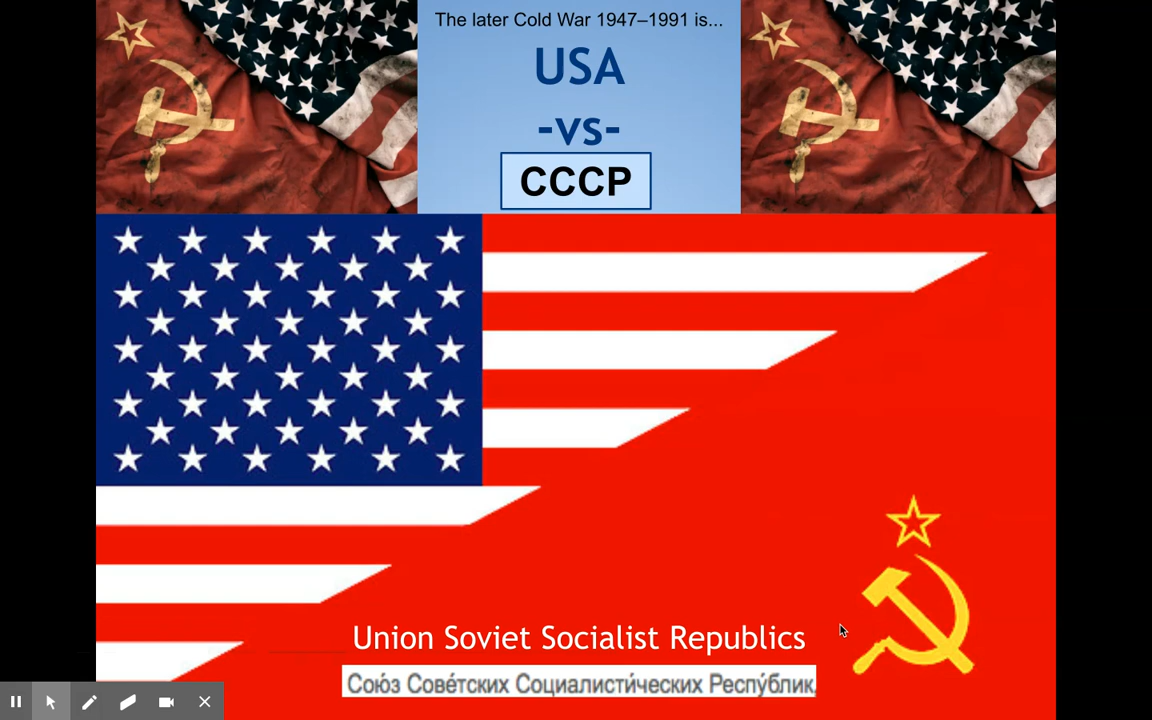 The later Cold War 1947–1991 is...
USA
-vs-
СССР
Union Soviet Socialist Republics
Сою́з Сове́тских Социалисти́ческих Респу́блик,